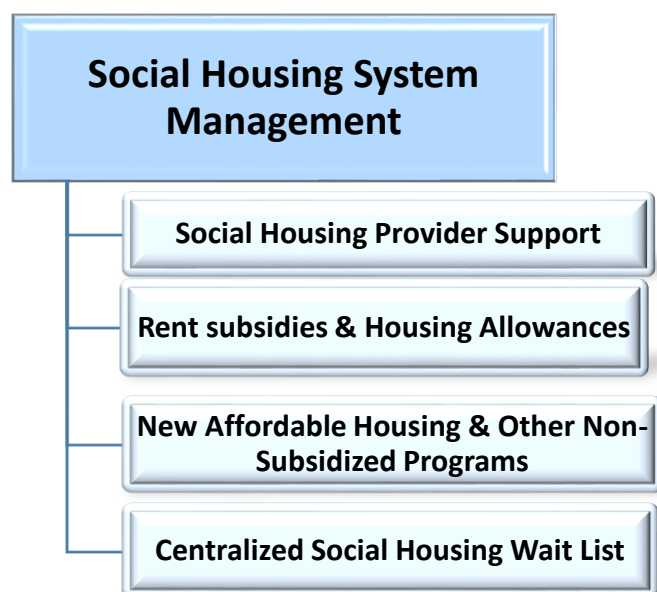 Social Housing System
Management
Social Housing Provider Support
Rent subsidies & Housing Allowances
New Affordable Housing & Other Non-
Subsidized Programs
Centralized Social Housing Wait List